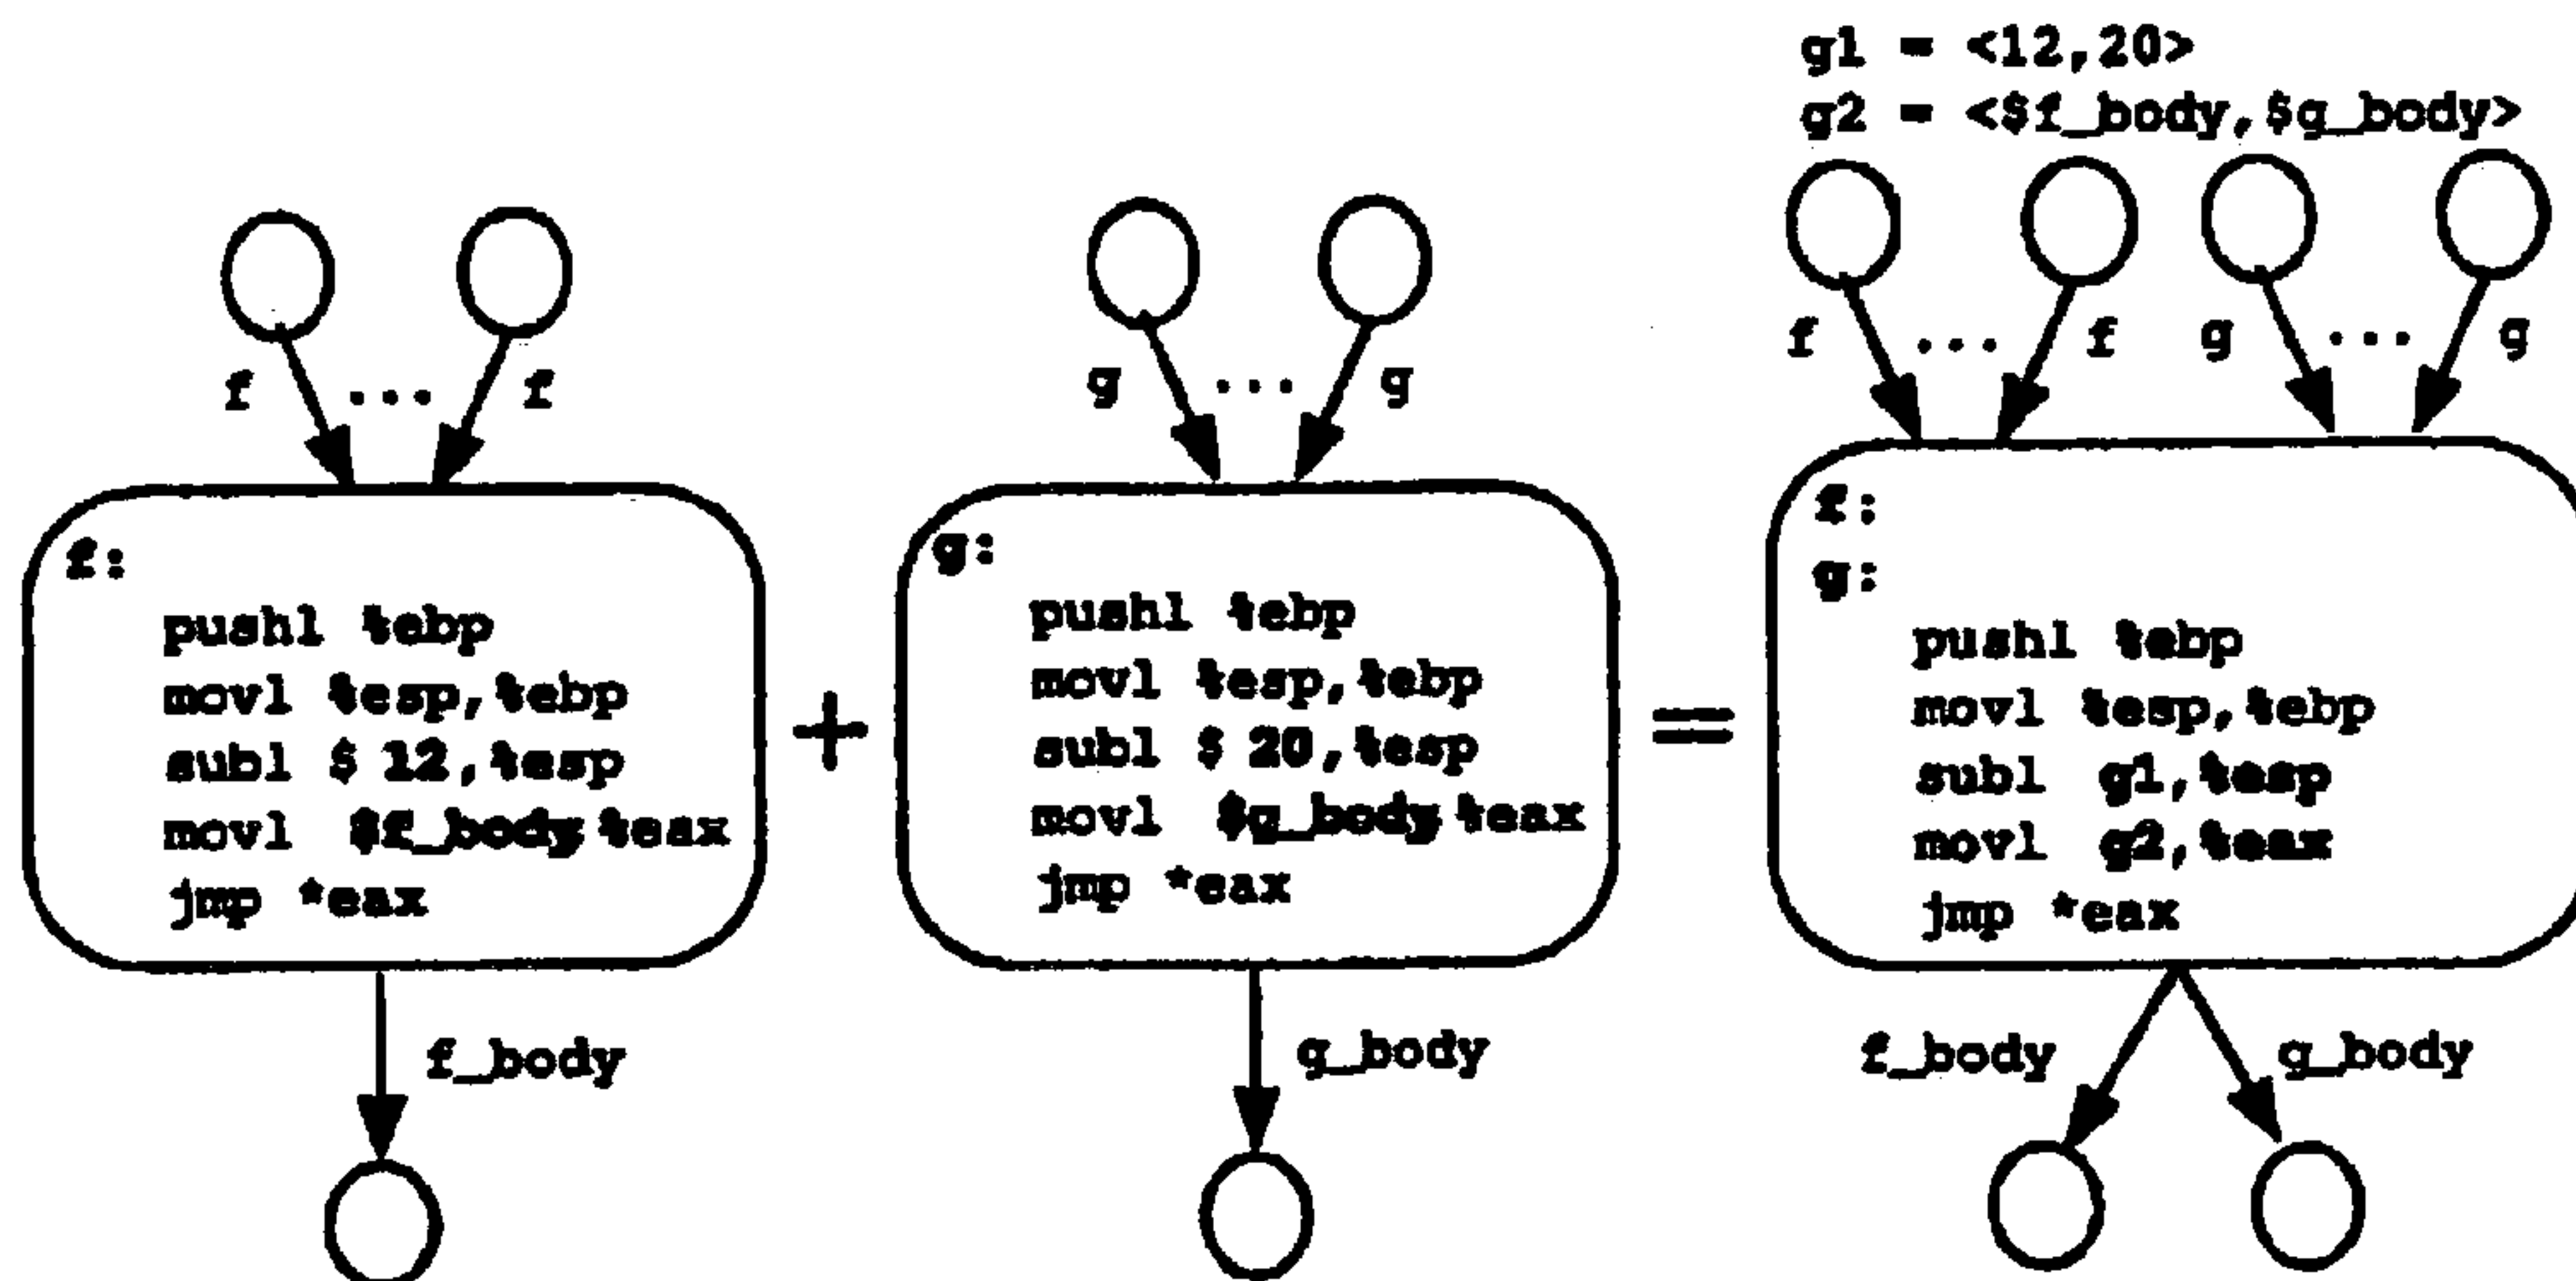 f ... f
f:
pushl %ebp
movl %esp,%ebp
subl $ 12,%esp
movl $f_body %eax
jmp *eax
f_body
+
g ... g
g:
pushl %ebp
movl %esp,%ebp
subl $ 20,%esp
movl $g_body %eax
jmp *eax
g_body
=
g1 = <12,20>
g2 = <$f_body,$g_body>
f ... f g ... g
f:
g:
pushl %ebp
movl %esp,%ebp
subl g1,%esp
movl g2,%eax
jmp *eax
f_body g_body